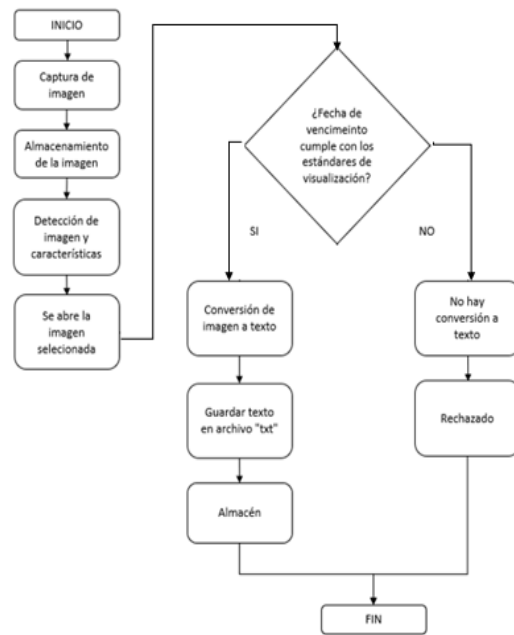 INICIO
Captura de
imagen
Almacenamiento
de la imagen
Detección de
imagen y
características
Se abre la
imagen
selecionada
¿Fecha de
vencimeinto
cumple con los
estándares de
visualización?
SI
NO
Conversión de
imagen a texto
Guardar texto
en archivo "txt"
Almacén
No hay
conversión a
texto
Rechazado
FIN